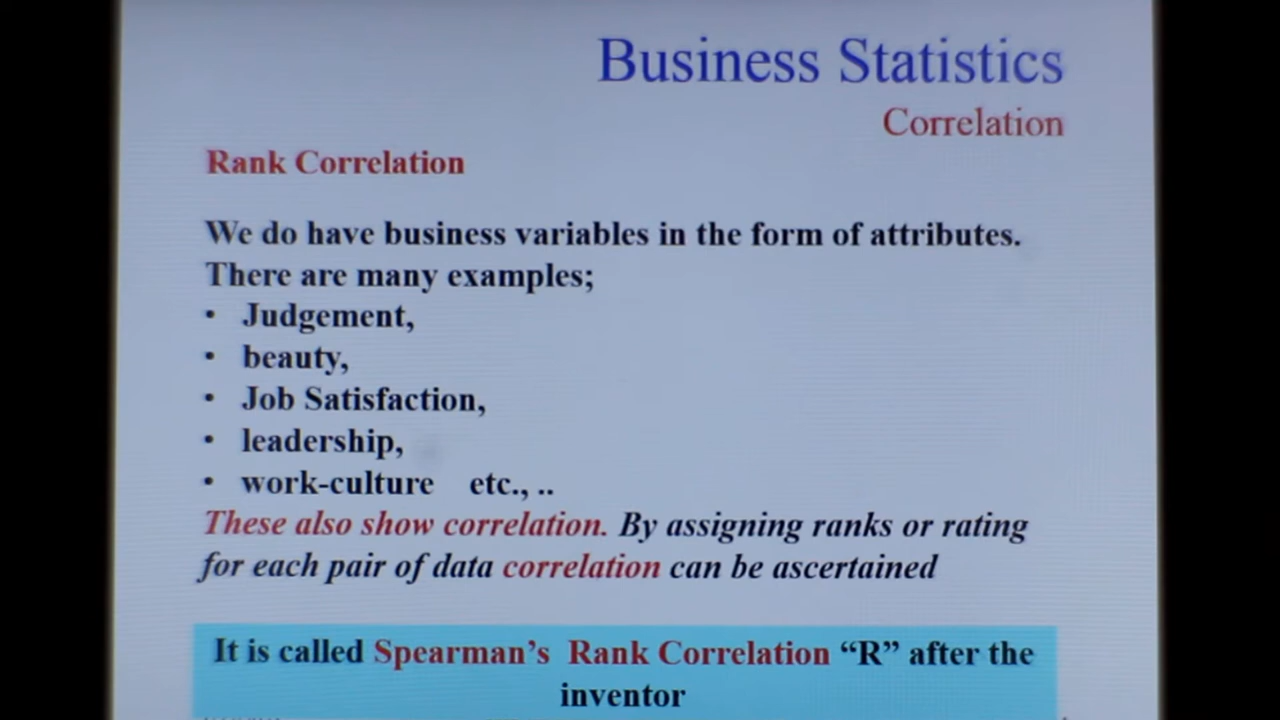 Business Statistics
Correlation
Rank Correlation
We do have business variables in the form of attributes.
There are many examples;
• Judgement,
• beauty,
• Job Satisfaction,
• leadership,
• work-culture etc., ..
These also show correlation. By assigning ranks or rating
for each pair of data correlation can be ascertained
It is called Spearman’s Rank Correlation “R” after the
inventor